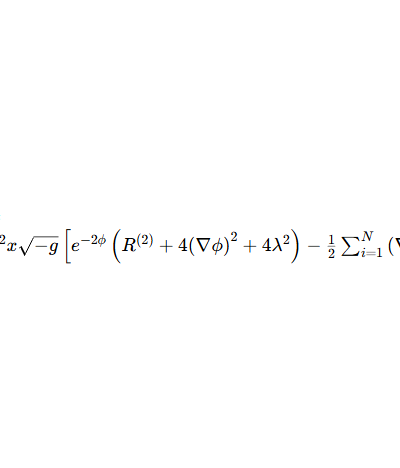 ²x√−g [e^{−2ϕ} (R^{(2)} + 4(∇ϕ)² + 4λ²) − ½ ∑_{i=1}^{N} (